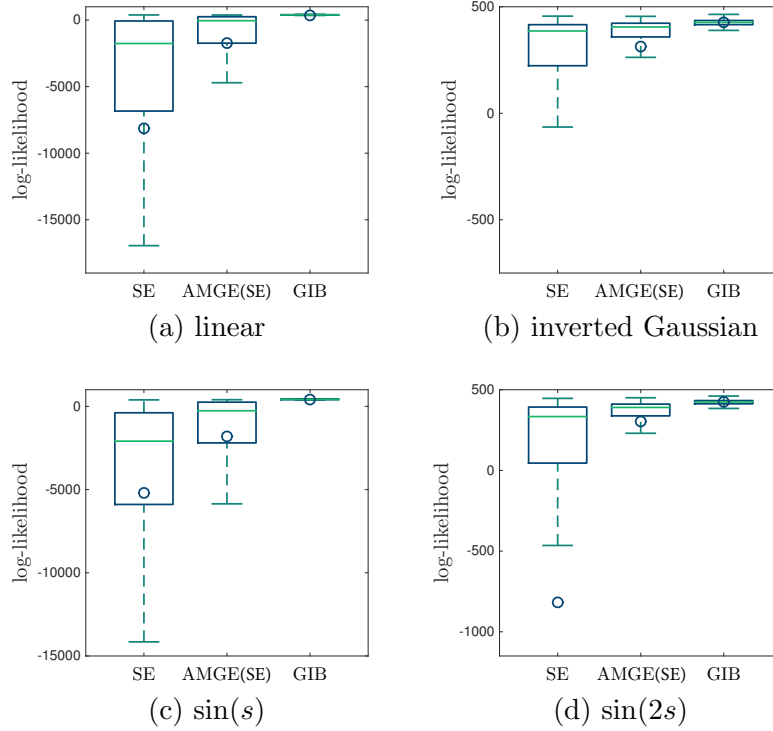 0
-5000
-10000
-15000
log-likelihood
SE AMGE(SE) GIB
(a) linear
500
0
-500
log-likelihood
SE AMGE(SE) GIB
(b) inverted Gaussian
0
-5000
-10000
-15000
log-likelihood
SE AMGE(SE) GIB
(c) sin(s)
500
0
-500
-1000
log-likelihood
SE AMGE(SE) GIB
(d) sin(2s)